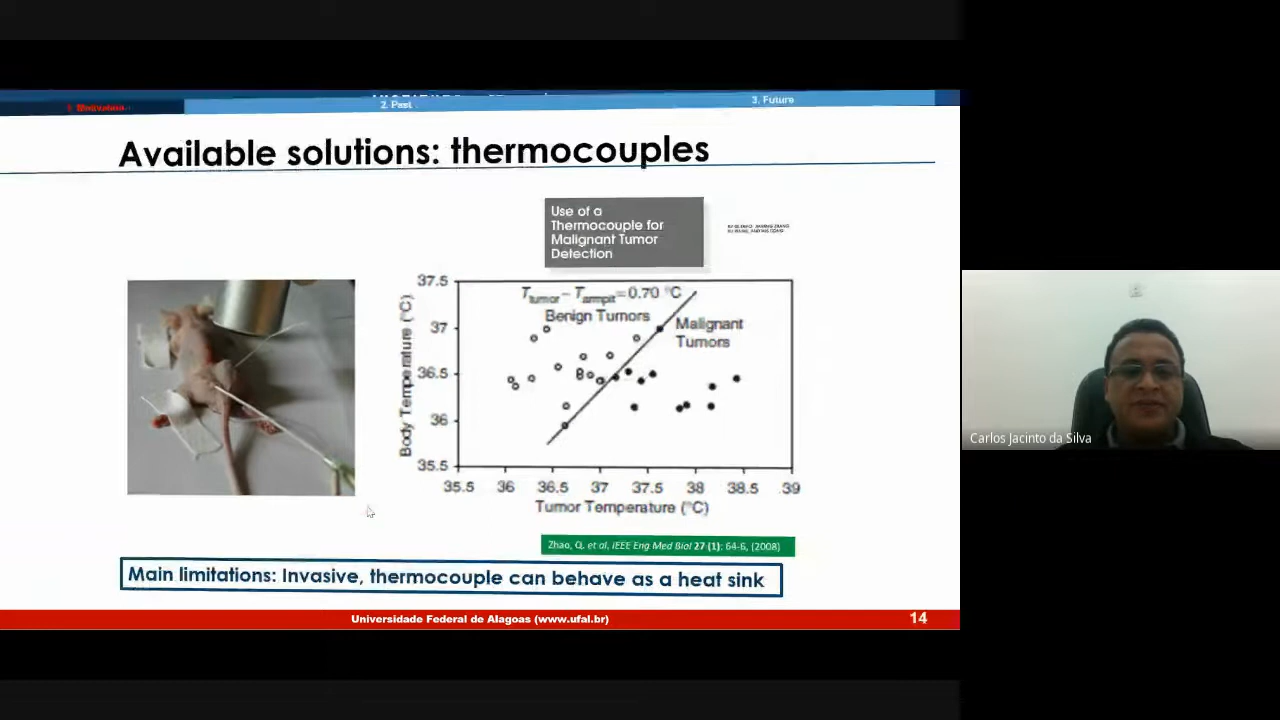 2. Past
3. Future
Available solutions: thermocouples
Use of a
Thermocouple for
Malignant Tumor
Detection
37.5
37
36.5
36
35.5
Body Temperature (°C)
Ttumor – Tarmpit = 0.70 °C
Benign Tumors
Malignant
Tumors
35.5 36 36.5 37 37.5 38 38.5 39
Tumor Temperature (°C)
Zhao, Q. et al, IEEE Eng Med Biol 27 (1): 64-6, (2008)
Main limitations: Invasive, thermocouple can behave as a heat sink
Universidade Federal de Alagoas (www.ufal.br)
14
Carlos Jacinto da Silva